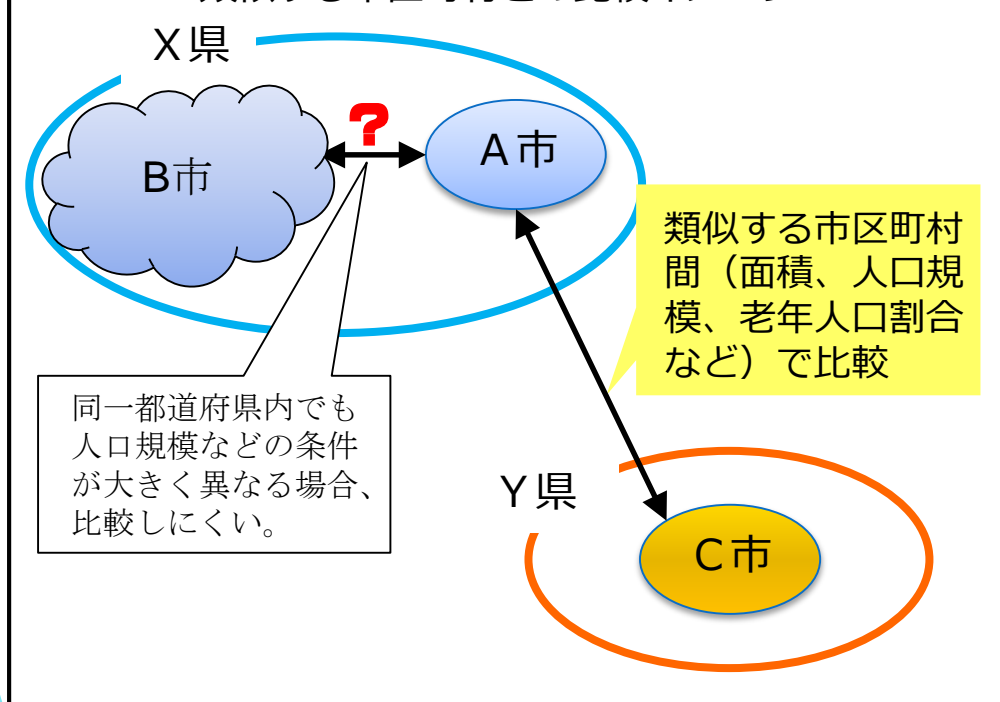 X県
?
A市
B市
類似する市区町村
間（面積、人口規
模、老年人口割合
など）で比較
同一都道府県内でも
人口規模などの条件
が大きく異なる場合、
比較しにくい。
Y県
C市